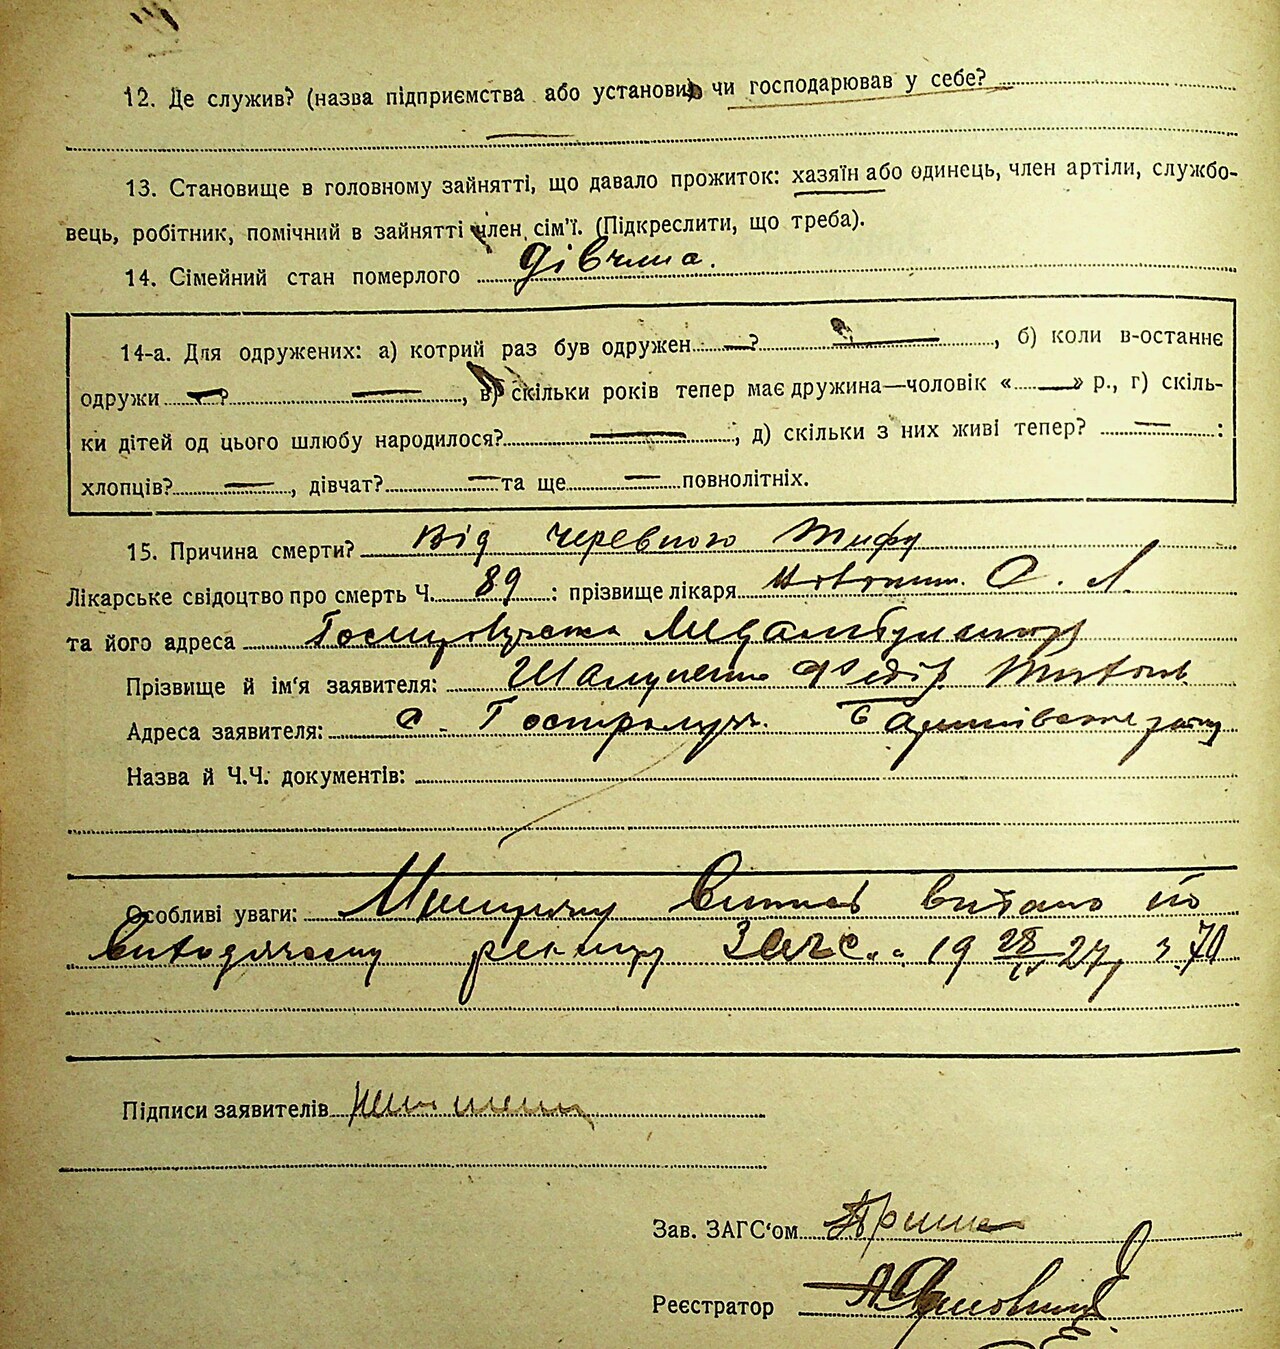 12. Де служив? (назва підприємства або установи) чи господарював у себе?
13. Становище в головному зайнятті, що давало прожиток: хазяїн або одинець, член артіли, службо-
вець, робітник, помічний в зайнятті член сім'ї. (Підкреслити, що треба).
14. Сімейний стан померлого дівчина.
14-а. Для одружених: а) котрий раз був одружен ?, б) коли в-останнє
одружи ?, в) скільки років тепер має дружина—чоловік « » р., г) скіль-
ки дітей од цього шлюбу народилося?, д) скільки з них живі тепер? :
хлопців?, дівчат? та ще повнолітніх.
15. Причина смерти? від черевного тифу
Лікарське свідоцтво про смерть Ч. 89 : прізвище лікаря О. Л.
та його адреса
Прізвище й ім'я заявителя: Федір
Адреса заявителя: с.
Назва й Ч.Ч. документів:
Особливі уваги: видано по
ЗАГС 19 28/IV 27, з. 70
Підписи заявителів
Зав. ЗАГС'ом
Реєстратор